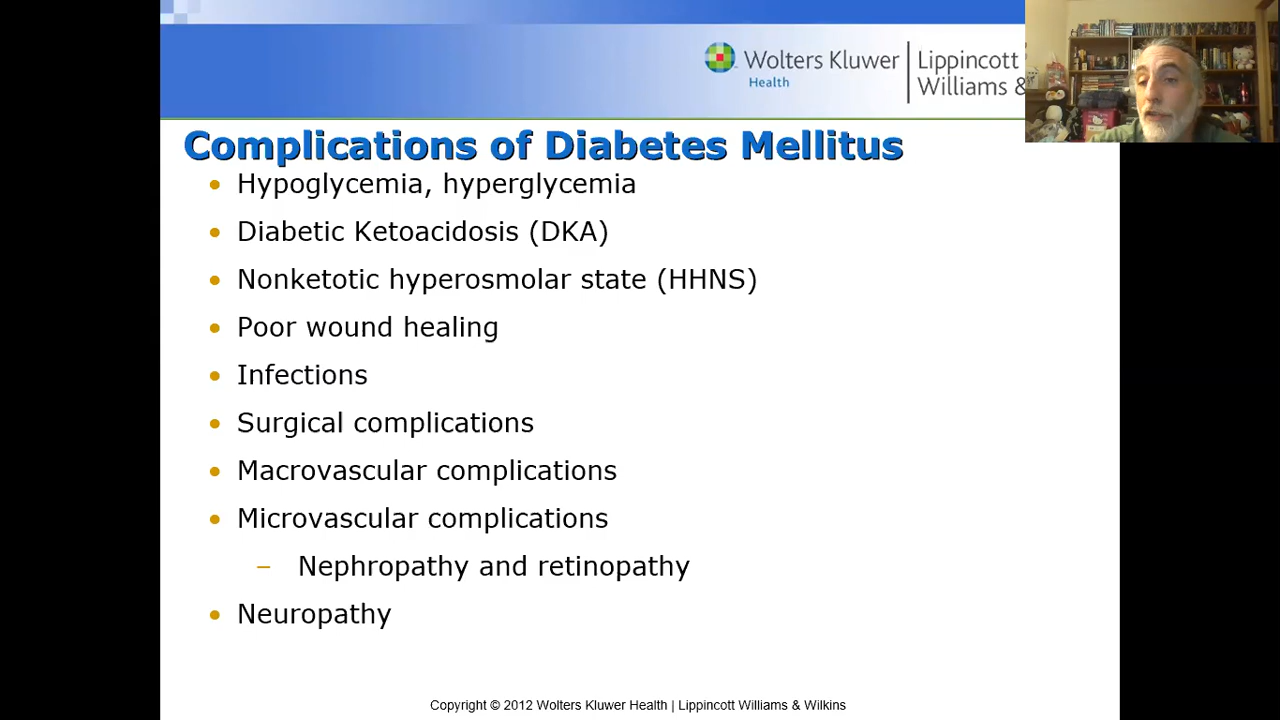 Wolters Kluwer
Health
Lippincott
Williams &
Complications of Diabetes Mellitus
• Hypoglycemia, hyperglycemia
• Diabetic Ketoacidosis (DKA)
• Nonketotic hyperosmolar state (HHNS)
• Poor wound healing
• Infections
• Surgical complications
• Macrovascular complications
• Microvascular complications
– Nephropathy and retinopathy
• Neuropathy
Copyright © 2012 Wolters Kluwer Health | Lippincott Williams & Wilkins